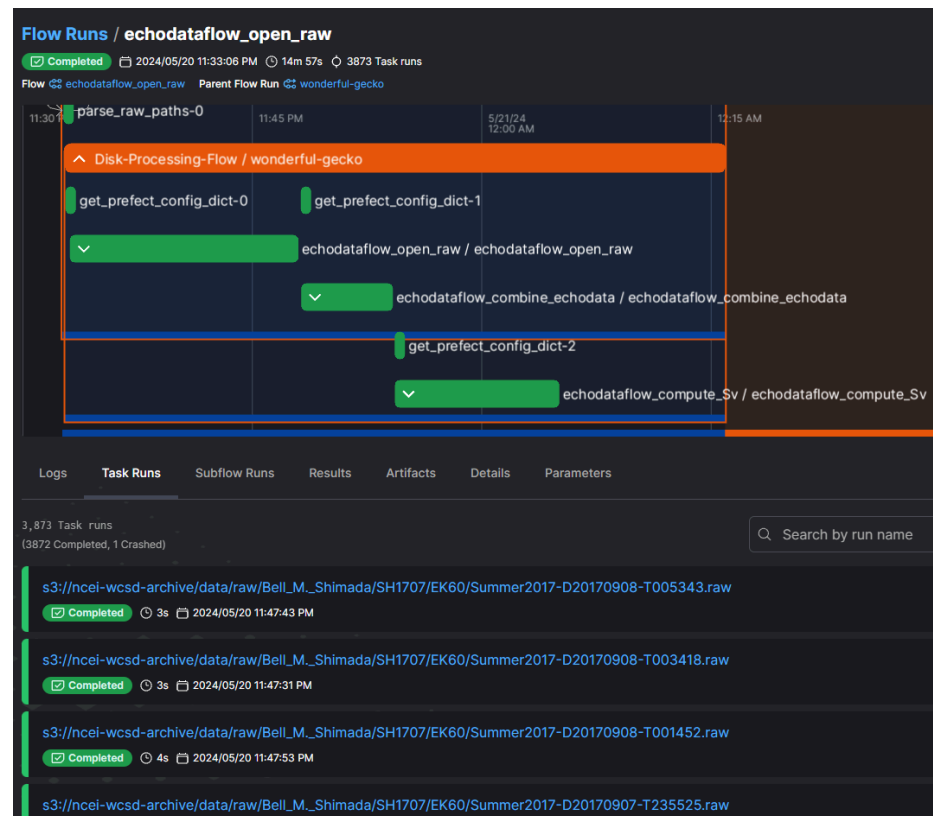 Flow Runs / echodataflow_open_raw
Completed 2024/05/20 11:33:06 PM 14m 57s 3873 Task runs
Flow echodataflow_open_raw Parent Flow Run wonderful-gecko
parse_raw_paths-0
11:30 11:45 PM 5/21/24 12:15 AM
12:00 AM
Disk-Processing-Flow / wonderful-gecko
get_prefect_config_dict-0 get_prefect_config_dict-1
echodataflow_open_raw / echodataflow_open_raw
echodataflow_combine_echodata / echodataflow_combine_echodata
get_prefect_config_dict-2
echodataflow_compute_Sv / echodataflow_compute_Sv
Logs Task Runs Subflow Runs Results Artifacts Details Parameters
3,873 Task runs
(3872 Completed, 1 Crashed)
Search by run name
s3://ncei-wcsd-archive/data/raw/Bell_M._Shimada/SH1707/EK60/Summer2017-D20170908-T005343.raw
Completed 3s 2024/05/20 11:47:43 PM
s3://ncei-wcsd-archive/data/raw/Bell_M._Shimada/SH1707/EK60/Summer2017-D20170908-T003418.raw
Completed 3s 2024/05/20 11:47:31 PM
s3://ncei-wcsd-archive/data/raw/Bell_M._Shimada/SH1707/EK60/Summer2017-D20170908-T001452.raw
Completed 4s 2024/05/20 11:47:53 PM
s3://ncei-wcsd-archive/data/raw/Bell_M._Shimada/SH1707/EK60/Summer2017-D20170907-T235525.raw